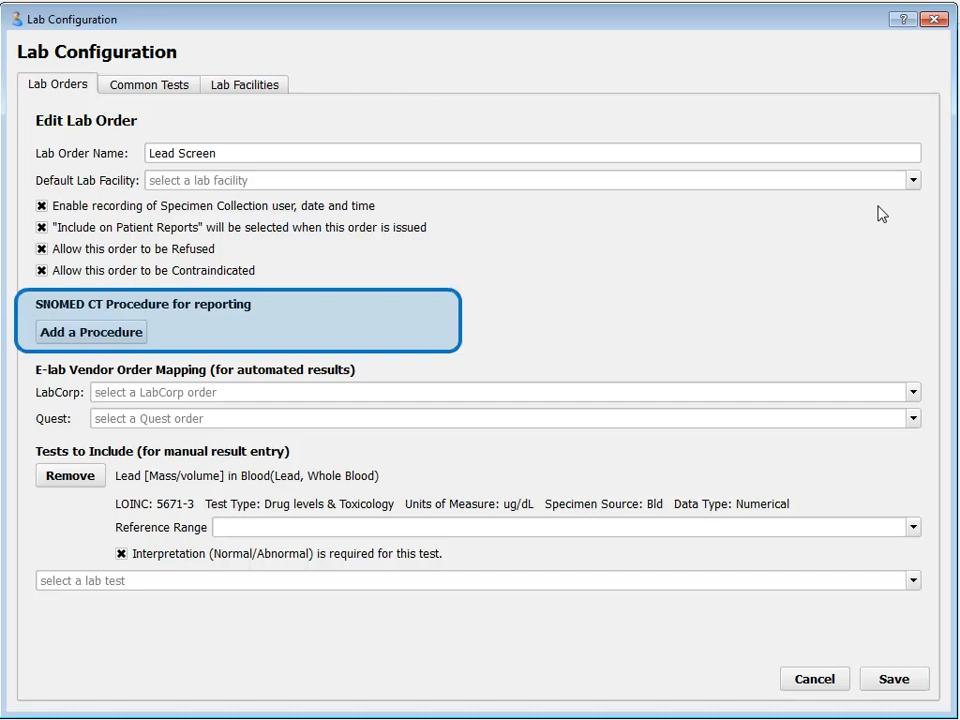 Lab Configuration
?
Lab Configuration
Lab Orders Common Tests Lab Facilities
Edit Lab Order
Lab Order Name: Lead Screen
Default Lab Facility: select a lab facility
Enable recording of Specimen Collection user, date and time
"Include on Patient Reports" will be selected when this order is issued
Allow this order to be Refused
Allow this order to be Contraindicated
SNOMED CT Procedure for reporting
Add a Procedure
E-lab Vendor Order Mapping (for automated results)
LabCorp: select a LabCorp order
Quest: select a Quest order
Tests to Include (for manual result entry)
Remove Lead [Mass/volume] in Blood(Lead, Whole Blood)
LOINC: 5671-3 Test Type: Drug levels & Toxicology Units of Measure: ug/dL Specimen Source: Bld Data Type: Numerical
Reference Range
Interpretation (Normal/Abnormal) is required for this test.
select a lab test
Cancel Save